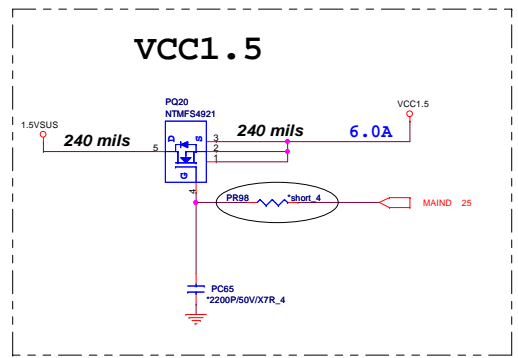 VCC1.5
PQ20
NTMFS4921
1.5VSUS
VCC1.5
240 mils
5
D
S
3
2
1
240 mils
6.0A
G
4
PR98
*short_4
MAIND 25
PC65
*2200P/50V/X7R_4